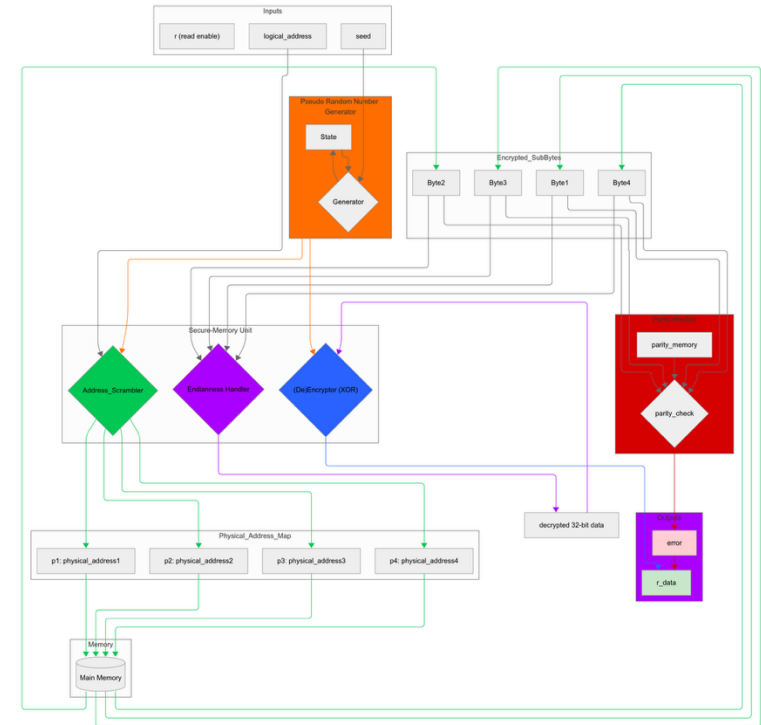 Inputs
r (read enable)
logical_address
seed
Pseudo Random Number
Generator
State
Generator
Encrypted_SubBytes
Byte2
Byte3
Byte1
Byte4
Secure-Memory Unit
Address_Scrambler
Endianness Handler
(De)Encryptor (XOR)
parity_memory
parity_check
Physical_Address_Map
p1: physical_address1
p2: physical_address2
p3: physical_address3
p4: physical_address4
decrypted 32-bit data
Outputs
error
r_data
Memory
Main Memory